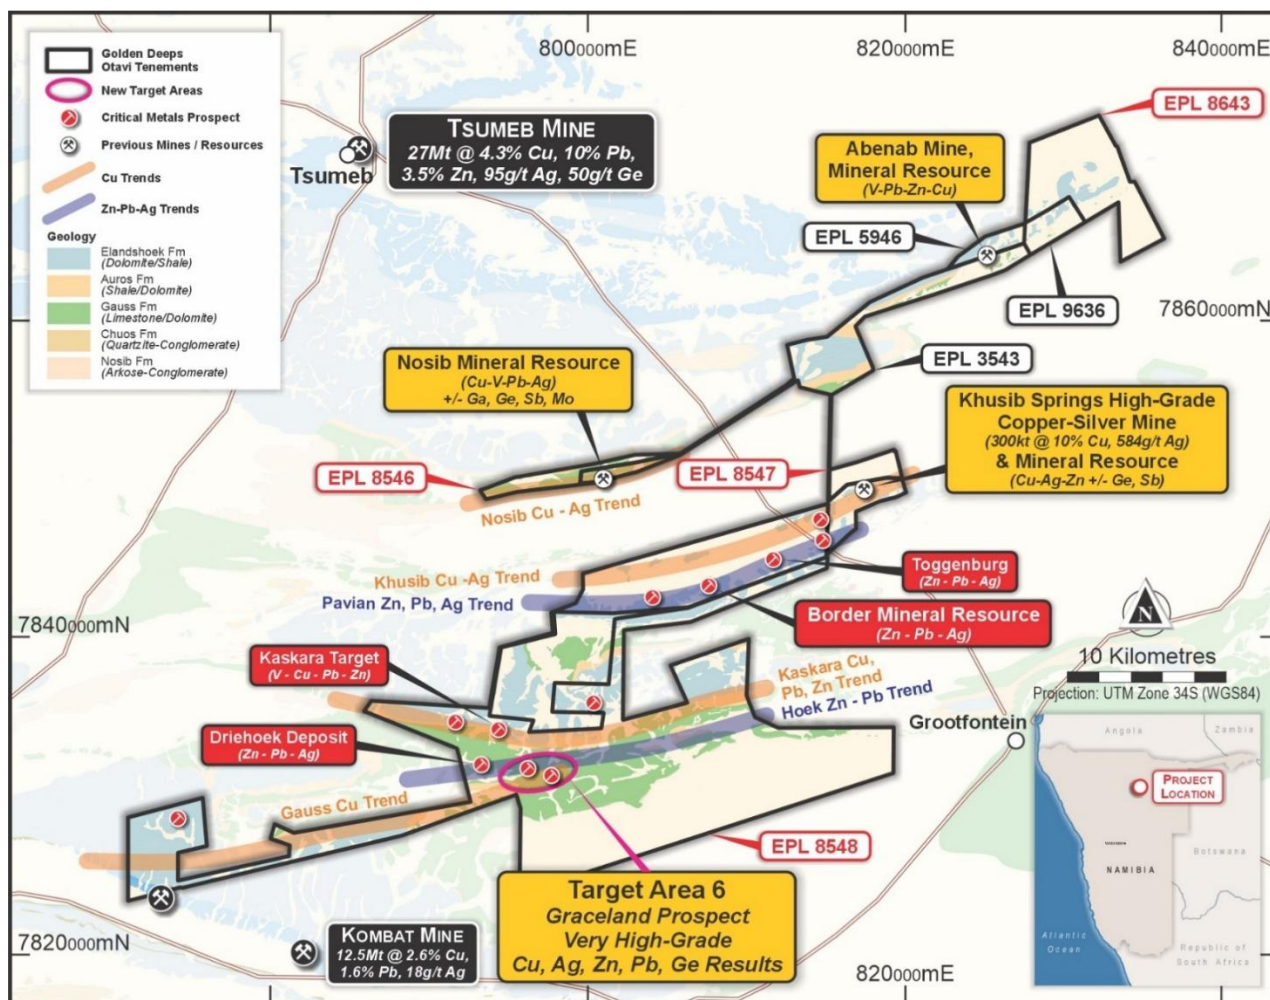 800000mE
820000mE
840000mE
Golden Deeps
Otavi Tenements
New Target Areas
Critical Metals Prospect
Previous Mines / Resources
Cu Trends
Zn-Pb-Ag Trends
Geology
Elandshoek Fm
(Dolomite/Shale)
Auros Fm
(Shale/Dolomite)
Gauss Fm
(Limestone/Dolomite)
Chuos Fm
(Quartzite-Conglomerate)
Nosib Fm
(Arkose-Conglomerate)
Tsumeb
TSUMEB MINE
27Mt @ 4.3% Cu, 10% Pb,
3.5% Zn, 95g/t Ag, 50g/t Ge
EPL 8643
Abenab Mine,
Mineral Resource
(V-Pb-Zn-Cu)
EPL 5946
EPL 9636
7860000mN
EPL 3543
Nosib Mineral Resource
(Cu-V-Pb-Ag)
+/- Ga, Ge, Sb, Mo
Khusib Springs High-Grade
Copper-Silver Mine
(300kt @ 10% Cu, 584g/t Ag)
& Mineral Resource
(Cu-Ag-Zn +/- Ge, Sb)
EPL 8546
EPL 8547
Nosib Cu - Ag Trend
Khusib Cu -Ag Trend
Pavian Zn, Pb, Ag Trend
Toggenburg
(Zn - Pb - Ag)
Border Mineral Resource
(Zn - Pb - Ag)
7840000mN
N
10 Kilometres
Projection: UTM Zone 34S (WGS84)
Kaskara Target
(V - Cu - Pb - Zn)
Kaskara Cu,
Pb, Zn Trend
Hoek Zn - Pb Trend
Grootfontein
Driehoek Deposit
(Zn - Pb - Ag)
Gauss Cu Trend
EPL 8548
Angola
Zambia
PROJECT
LOCATION
NAMIBIA
Botswana
Atlantic
Ocean
Republic of
South Africa
Target Area 6
Graceland Prospect
Very High-Grade
Cu, Ag, Zn, Pb, Ge Results
KOMBAT MINE
12.5Mt @ 2.6% Cu,
1.6% Pb, 18g/t Ag
7820000mN
820000mE